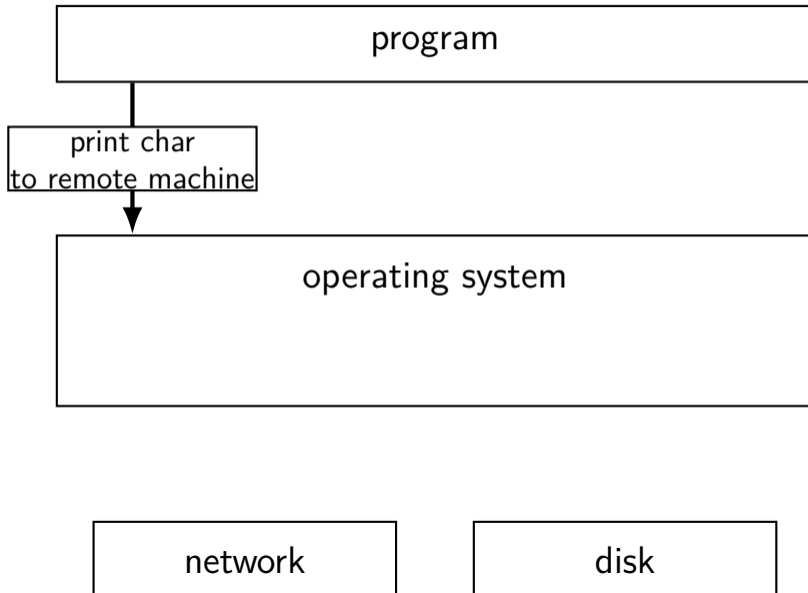 program
print char
to remote machine
operating system
network
disk